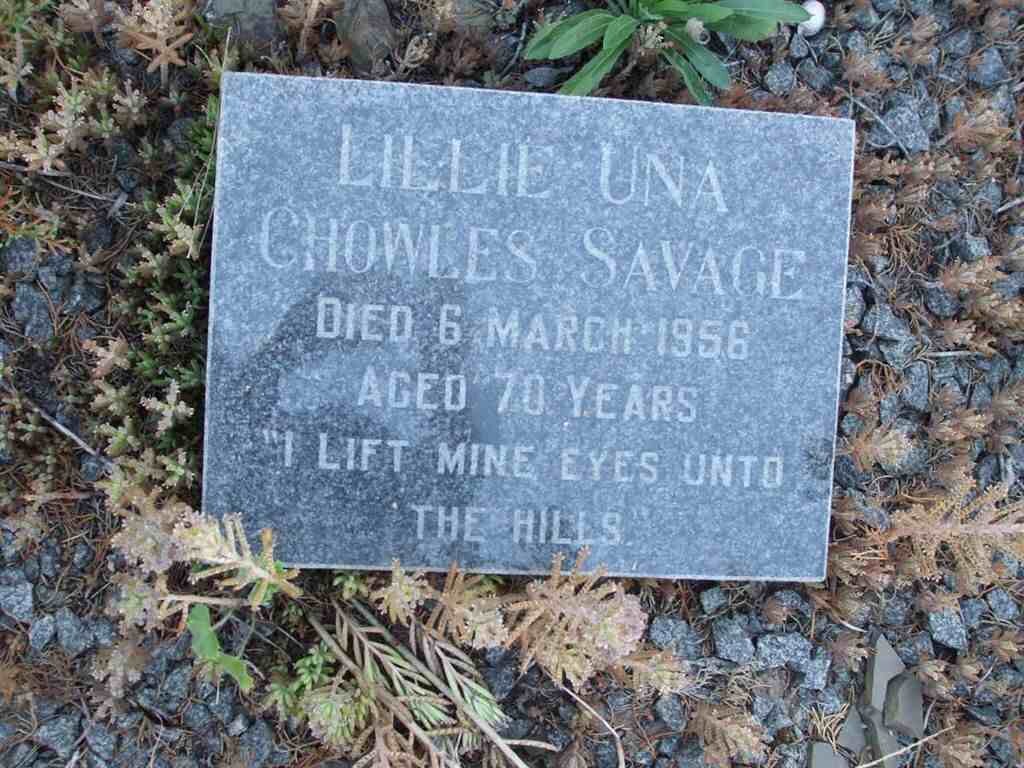 LILLIE UNA
CHOWLES SAVAGE
DIED 6 MARCH 1956
AGED 70 YEARS
"I LIFT MINE EYES UNTO
THE HILLS.